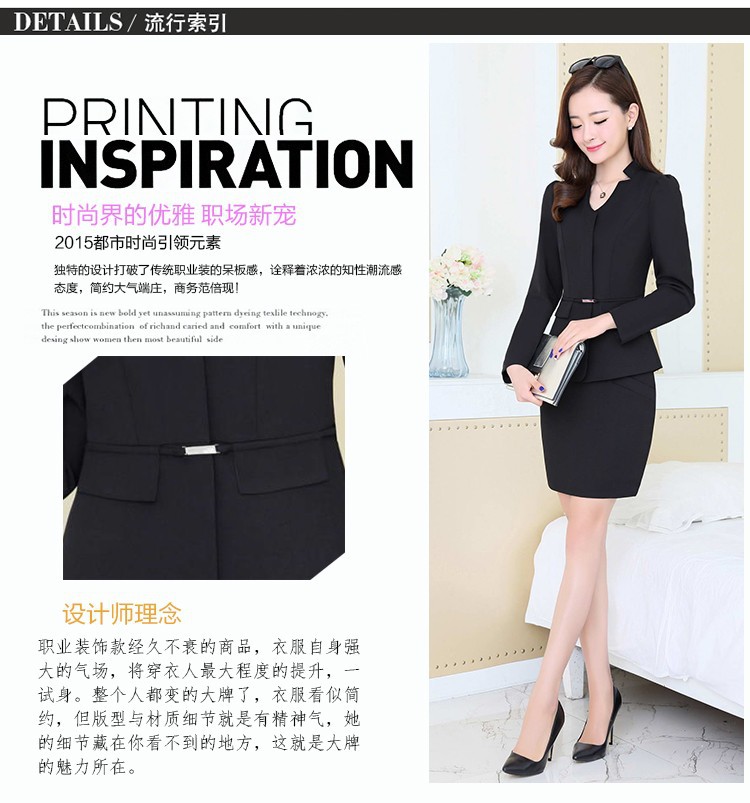 DETAILS / 流行索引
PRINTING
INSPIRATION
时尚界的优雅 职场新宠
2015都市时尚引领元素
独特的设计打破了传统职业装的呆板感，诠释着浓浓的知性潮流感
态度，简约大气端庄，商务范倍现！
This season is new bold yet unassuming pattern dyeing texlile technogy,
the perfectcombination of richand caried and comfort with a unique
desing show women then most beautiful side
设计师理念
职业装饰款经久不衰的商品，衣服自身强
大的气场，将穿衣人最大程度的提升，一
试身。整个人都变的大牌了，衣服看似简
约，但版型与材质细节就是有精神气，她
的细节藏在你看不到的地方，这就是大牌
的魅力所在。